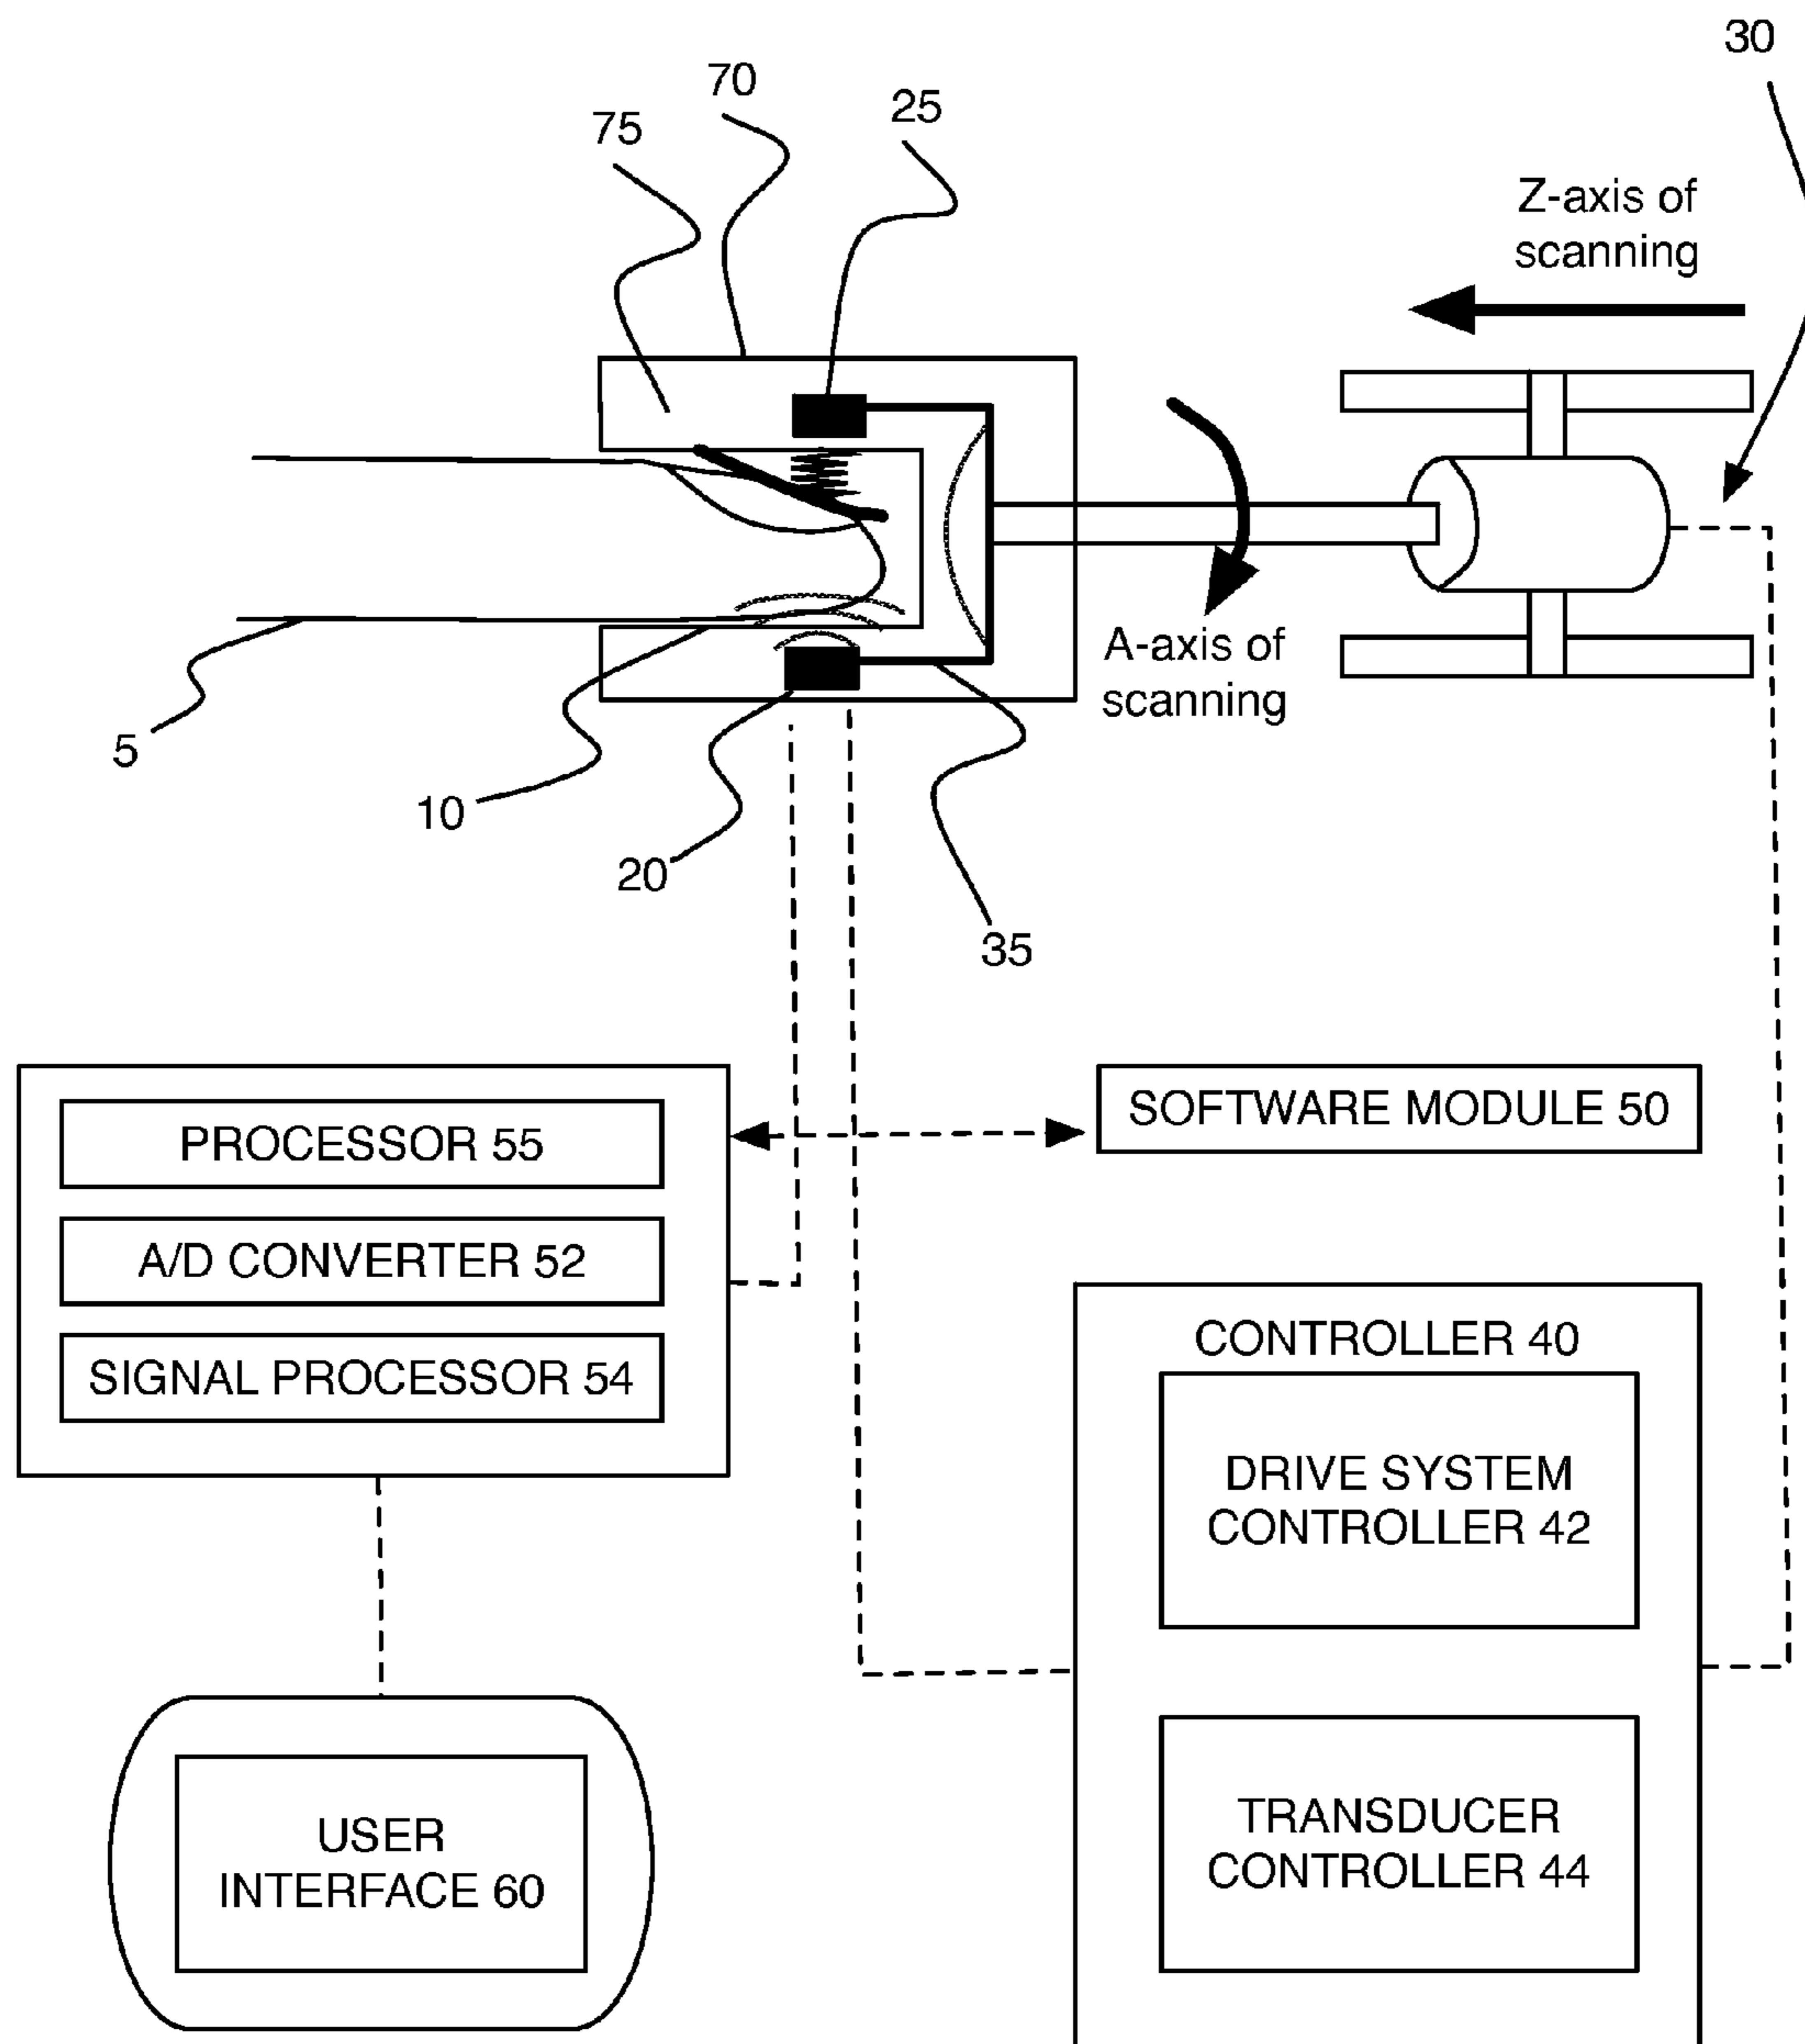 30
70
25
75
Z-axis of
scanning
A-axis of
scanning
5
10
20
35
PROCESSOR 55
SOFTWARE MODULE 50
A/D CONVERTER 52
SIGNAL PROCESSOR 54
CONTROLLER 40
DRIVE SYSTEM
CONTROLLER 42
TRANSDUCER
CONTROLLER 44
USER
INTERFACE 60